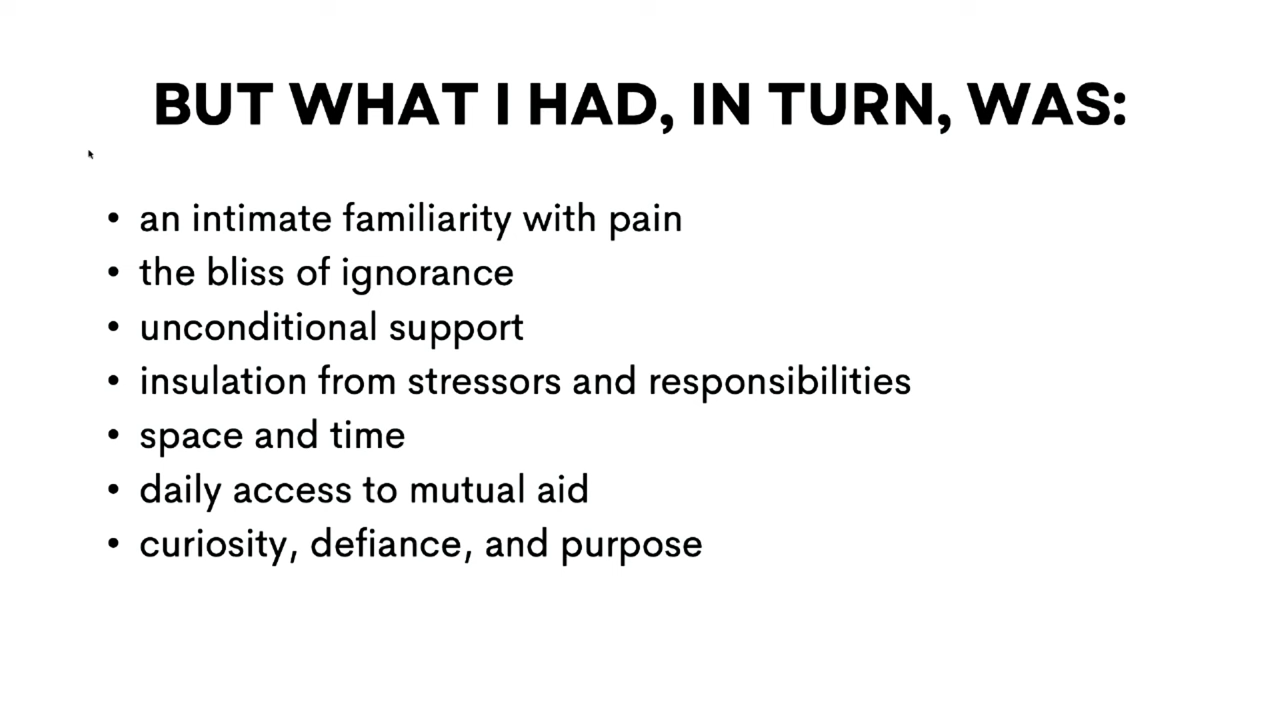 BUT WHAT I HAD, IN TURN, WAS:
• an intimate familiarity with pain
• the bliss of ignorance
• unconditional support
• insulation from stressors and responsibilities
• space and time
• daily access to mutual aid
• curiosity, defiance, and purpose